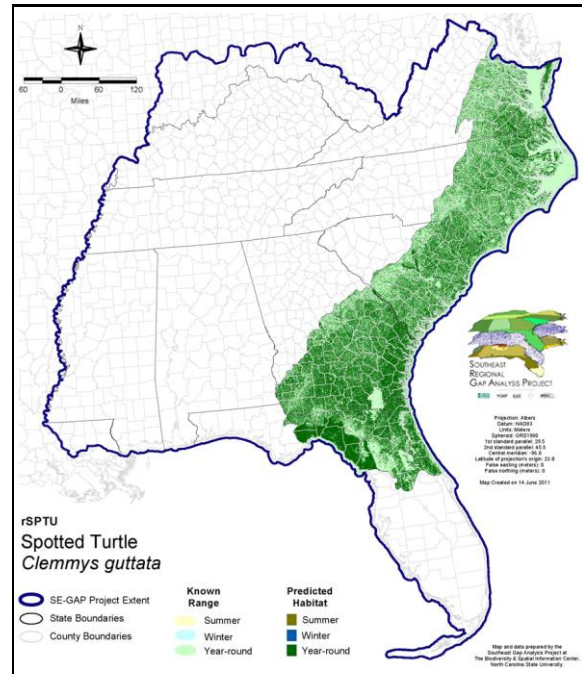 N
60 0 60 120
Miles
SOUTHEAST
REGIONAL
GAP ANALYSIS PROJECT
Projection: Albers
Datum: NAD83
Units: Meters
Spheroid: GRS1980
1st standard parallel: 29.5
2nd standard parallel: 45.5
Central meridian: -96.0
Latitude of projection's origin: 23.0
False easting (meters): 0
False northing (meters): 0
Map Created on 14 June 2011
rSPTU
Spotted Turtle
Clemmys guttata
SE-GAP Project Extent
State Boundaries
County Boundaries
Known
Range
Summer
Winter
Year-round
Predicted
Habitat
Summer
Winter
Year-round
Map and data prepared by the
Southeast Gap Analysis Project at
The Biodiversity & Spatial Information Center,
North Carolina State University.